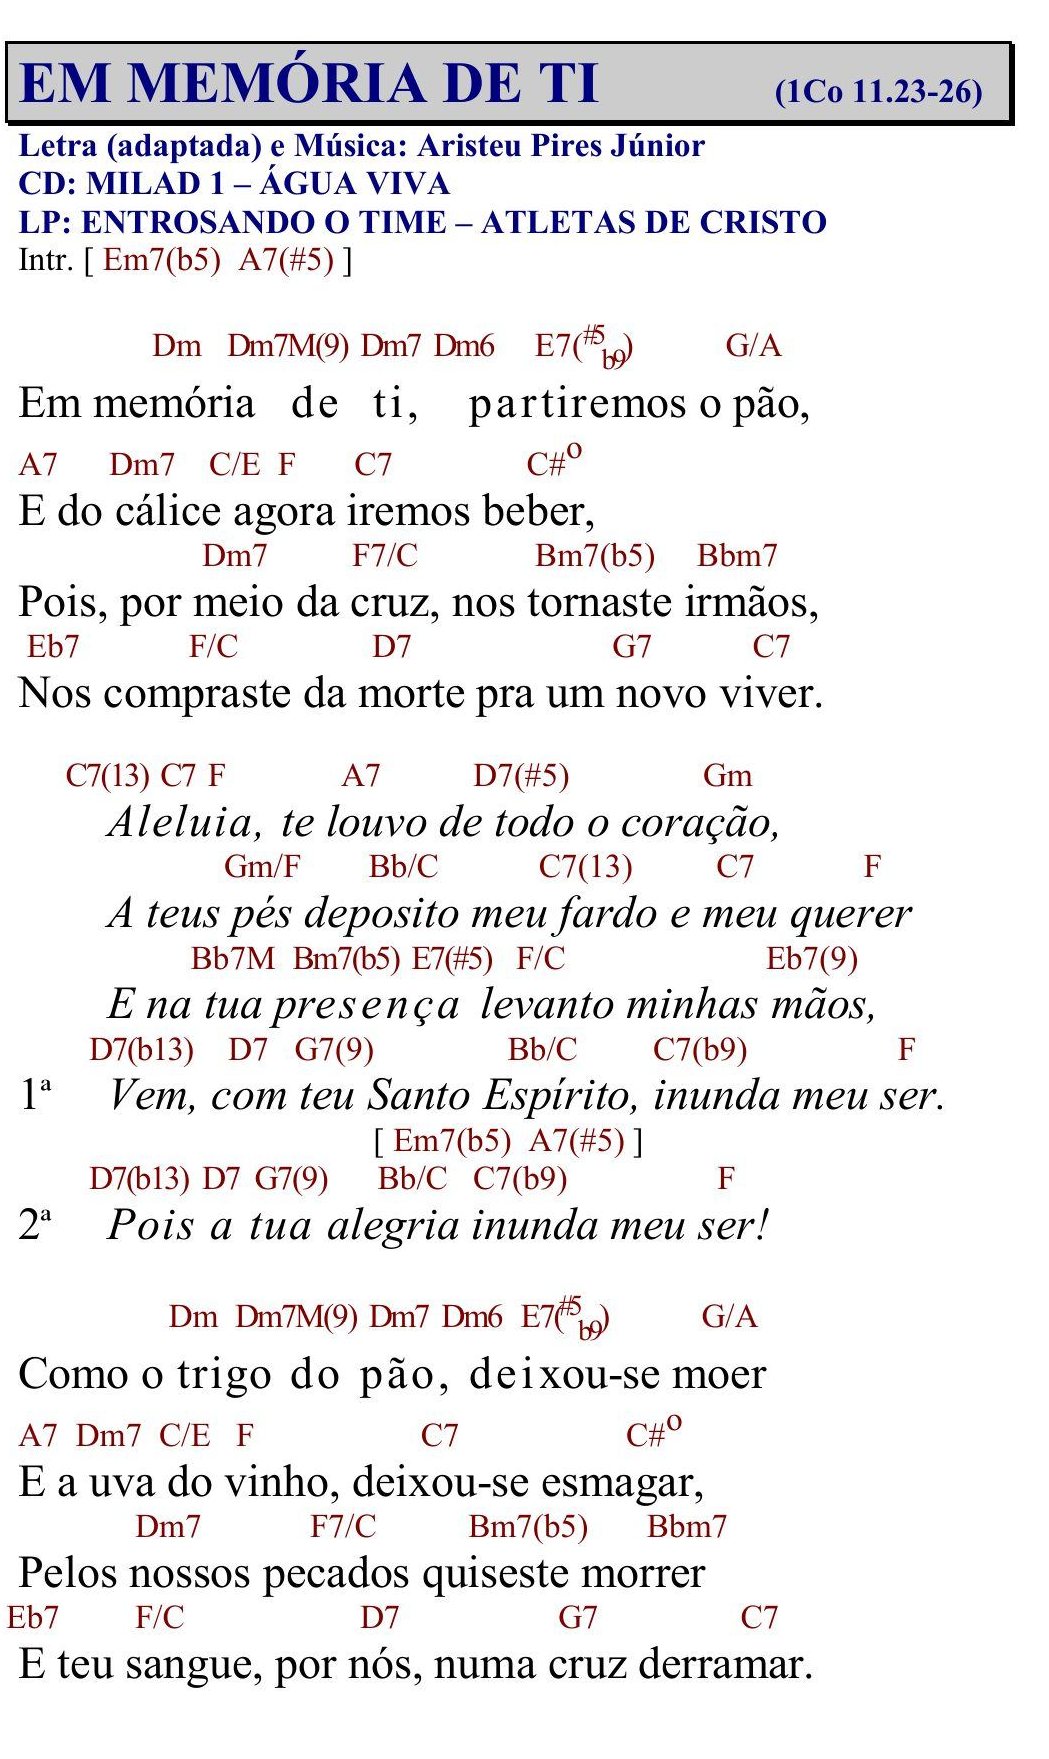 EM MEMÓRIA DE TI (1Co 11.23-26)
Letra (adaptada) e Música: Aristeu Pires Júnior
CD: MILAD 1 – ÁGUA VIVA
LP: ENTROSANDO O TIME – ATLETAS DE CRISTO
Intr. [ Em7(b5) A7(#5) ]
Dm Dm7M(9) Dm7 Dm6 E7(#5 b9) G/A
Em memória de ti, partiremos o pão,
A7 Dm7 C/E F C7 C#º
E do cálice agora iremos beber,
Dm7 F7/C Bm7(b5) Bbm7
Pois, por meio da cruz, nos tornaste irmãos,
Eb7 F/C D7 G7 C7
Nos compraste da morte pra um novo viver.
C7(13) C7 F A7 D7(#5) Gm
Aleluia, te louvo de todo o coração,
Gm/F Bb/C C7(13) C7 F
A teus pés deposito meu fardo e meu querer
Bb7M Bm7(b5) E7(#5) F/C Eb7(9)
E na tua presença levanto minhas mãos,
D7(b13) D7 G7(9) Bb/C C7(b9) F
1ª Vem, com teu Santo Espírito, inunda meu ser.
[ Em7(b5) A7(#5) ]
D7(b13) D7 G7(9) Bb/C C7(b9) F
2ª Pois a tua alegria inunda meu ser!
Dm Dm7M(9) Dm7 Dm6 E7(#5 b9) G/A
Como o trigo do pão, deixou-se moer
A7 Dm7 C/E F C7 C#º
E a uva do vinho, deixou-se esmagar,
Dm7 F7/C Bm7(b5) Bbm7
Pelos nossos pecados quiseste morrer
Eb7 F/C D7 G7 C7
E teu sangue, por nós, numa cruz derramar.